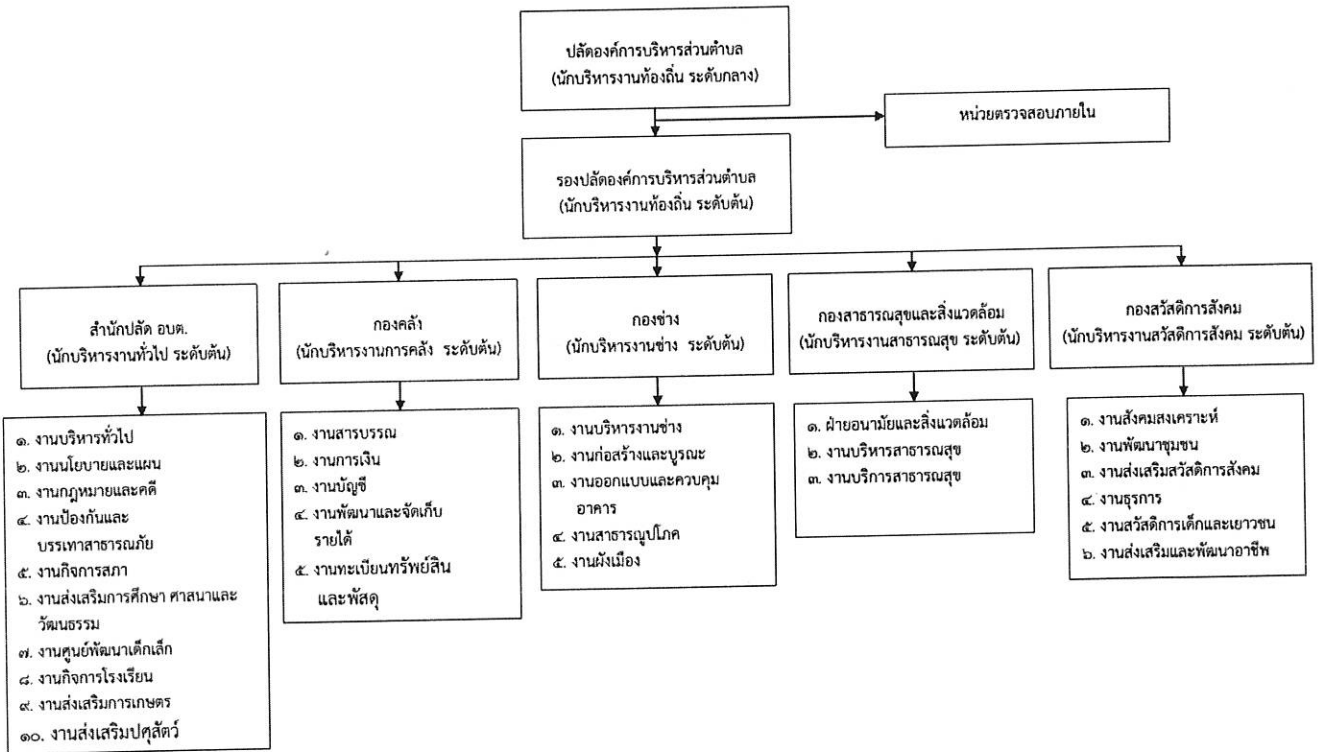 ปลัดองค์การบริหารส่วนตำบล
(นักบริหารงานท้องถิ่น ระดับกลาง)
หน่วยตรวจสอบภายใน
รองปลัดองค์การบริหารส่วนตำบล
(นักบริหารงานท้องถิ่น ระดับต้น)
สำนักปลัด อบต.
(นักบริหารงานทั่วไป ระดับต้น)
กองคลัง
(นักบริหารงานการคลัง ระดับต้น)
กองช่าง
(นักบริหารงานช่าง ระดับต้น)
กองสาธารณสุขและสิ่งแวดล้อม
(นักบริหารงานสาธารณสุข ระดับต้น)
กองสวัสดิการสังคม
(นักบริหารงานสวัสดิการสังคม ระดับต้น)
๑. งานบริหารทั่วไป
๒. งานนโยบายและแผน
๓. งานกฎหมายและคดี
๔. งานป้องกันและ
บรรเทาสาธารณภัย
๕. งานกิจการสภา
๖. งานส่งเสริมการศึกษา ศาสนาและ
วัฒนธรรม
๗. งานศูนย์พัฒนาเด็กเล็ก
๘. งานกิจการโรงเรียน
๙. งานส่งเสริมการเกษตร
๑๐. งานส่งเสริมปศุสัตว์
๑. งานสารบรรณ
๒. งานการเงิน
๓. งานบัญชี
๔. งานพัฒนาและจัดเก็บ
รายได้
๕. งานทะเบียนทรัพย์สิน
และพัสดุ
๑. งานบริหารงานช่าง
๒. งานก่อสร้างและบูรณะ
๓. งานออกแบบและควบคุม
อาคาร
๔. งานสาธารณูปโภค
๕. งานผังเมือง
๑. ฝ่ายอนามัยและสิ่งแวดล้อม
๒. งานบริหารสาธารณสุข
๓. งานบริการสาธารณสุข
๑. งานสังคมสงเคราะห์
๒. งานพัฒนาชุมชน
๓. งานส่งเสริมสวัสดิการสังคม
๔. งานธุรการ
๕. งานสวัสดิการเด็กและเยาวชน
๖. งานส่งเสริมและพัฒนาอาชีพ